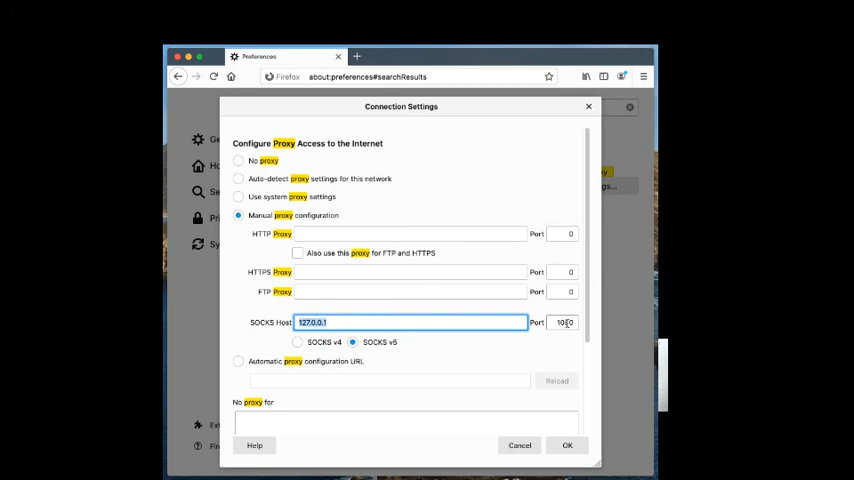 Preferences
Firefox about:preferences#searchResults
Connection Settings
Configure Proxy Access to the Internet
No proxy
Auto-detect proxy settings for this network
Use system proxy settings
Manual proxy configuration
HTTP Proxy Port 0
Also use this proxy for FTP and HTTPS
HTTPS Proxy Port 0
FTP Proxy Port 0
SOCKS Host 127.0.0.1 Port
SOCKS v4 SOCKS v5
Automatic proxy configuration URL
Reload
No proxy for
Help Cancel OK